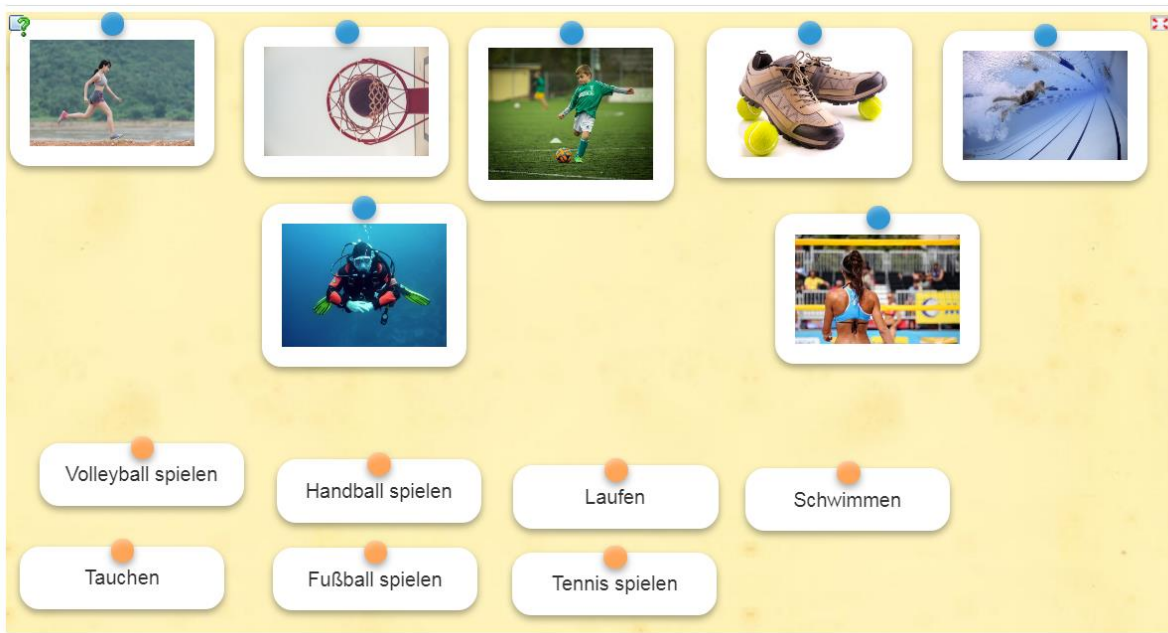 Volleyball spielen
Handball spielen
Laufen
Schwimmen
Tauchen
Fußball spielen
Tennis spielen